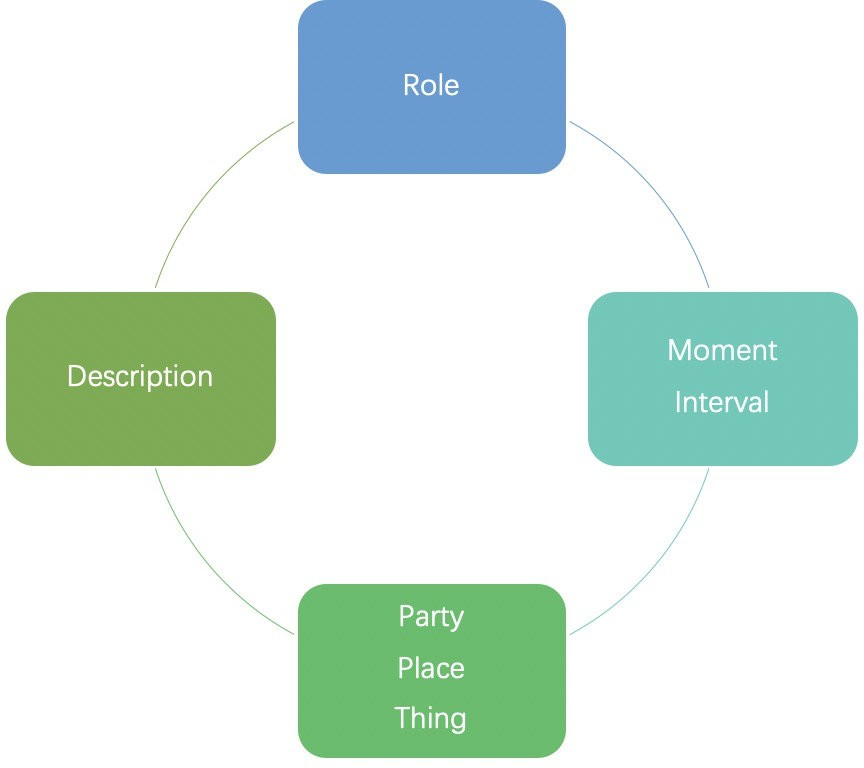 Role
Description
Moment
Interval
Party
Place
Thing